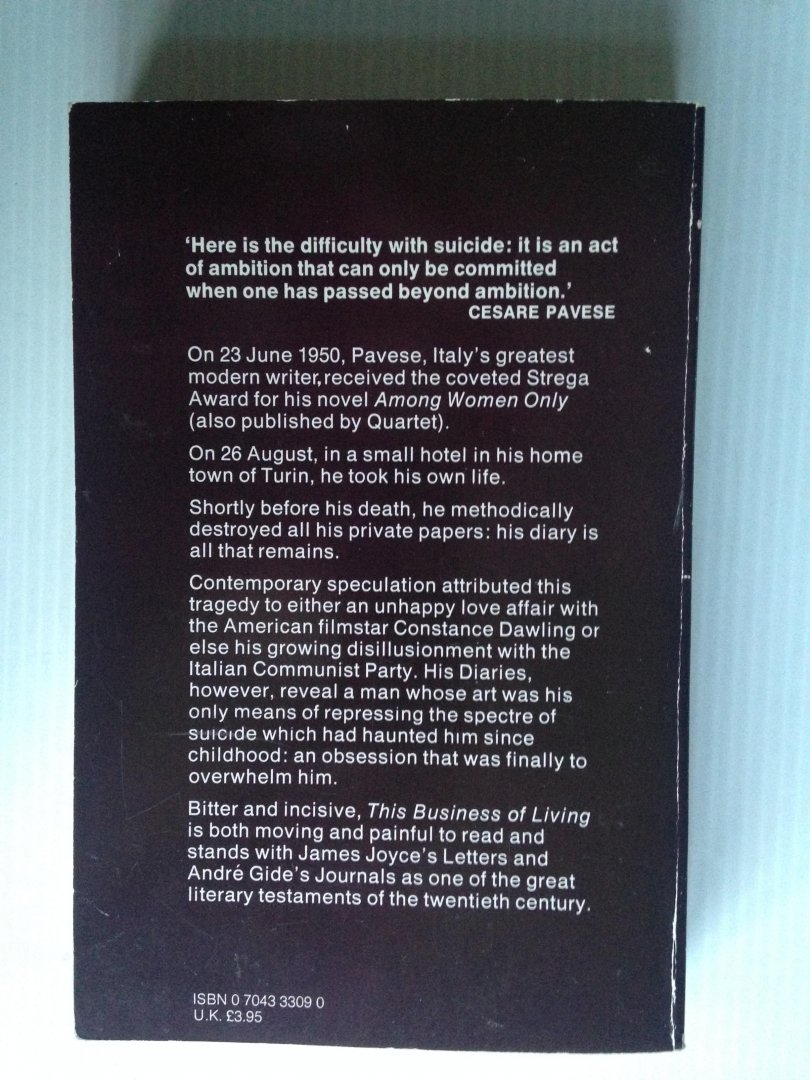 ‘Here is the difficulty with suicide: it is an act
of ambition that can only be committed
when one has passed beyond ambition.’
CESARE PAVESE
On 23 June 1950, Pavese, Italy’s greatest
modern writer, received the coveted Strega
Award for his novel Among Women Only
(also published by Quartet).
On 26 August, in a small hotel in his home
town of Turin, he took his own life.
Shortly before his death, he methodically
destroyed all his private papers: his diary is
all that remains.
Contemporary speculation attributed this
tragedy to either an unhappy love affair with
the American filmstar Constance Dawling or
else his growing disillusionment with the
Italian Communist Party. His Diaries,
however, reveal a man whose art was his
only means of repressing the spectre of
suicide which had haunted him since
childhood: an obsession that was finally to
overwhelm him.
Bitter and incisive, This Business of Living
is both moving and painful to read and
stands with James Joyce’s Letters and
André Gide’s Journals as one of the great
literary testaments of the twentieth century.
ISBN 0 7043 3309 0
U.K. £3.95